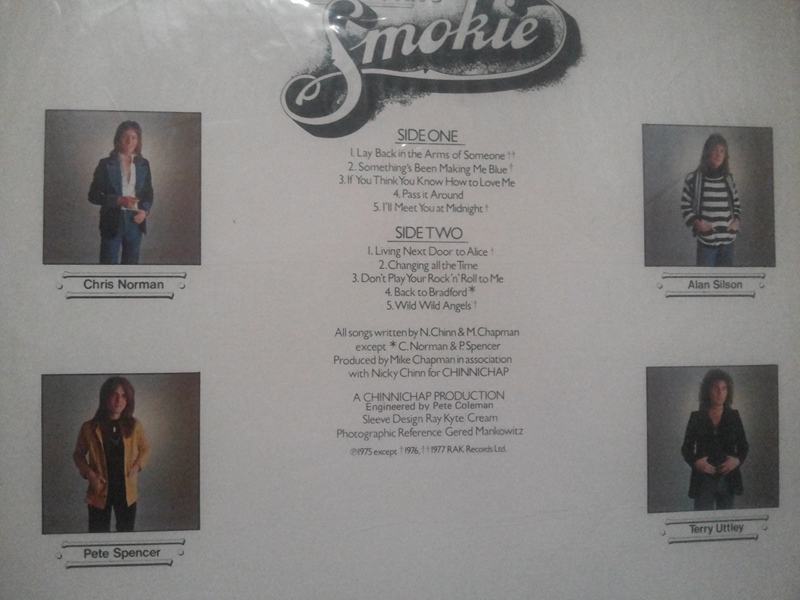 Smokie
SIDE ONE
1. Lay Back in the Arms of Someone ††
2. Something's Been Making Me Blue †
3. If You Think You Know How to Love Me
4. Pass it Around
5. I'll Meet You at Midnight †
SIDE TWO
1. Living Next Door to Alice †
2. Changing all the Time
3. Don't Play Your Rock 'n' Roll to Me
4. Back to Bradford *
5. Wild Wild Angels †
All songs written by N.Chinn & M.Chapman
except * C. Norman & P.Spencer
Produced by Mike Chapman in association
with Nicky Chinn for CHINNICHAP
A CHINNICHAP PRODUCTION
Engineered by Pete Coleman
Sleeve Design Ray Kyte Cream
Photographic Reference Gered Mankowitz
℗1975 except † 1976, †† 1977 RAK Records Ltd.
Chris Norman
Alan Silson
Pete Spencer
Terry Uttley